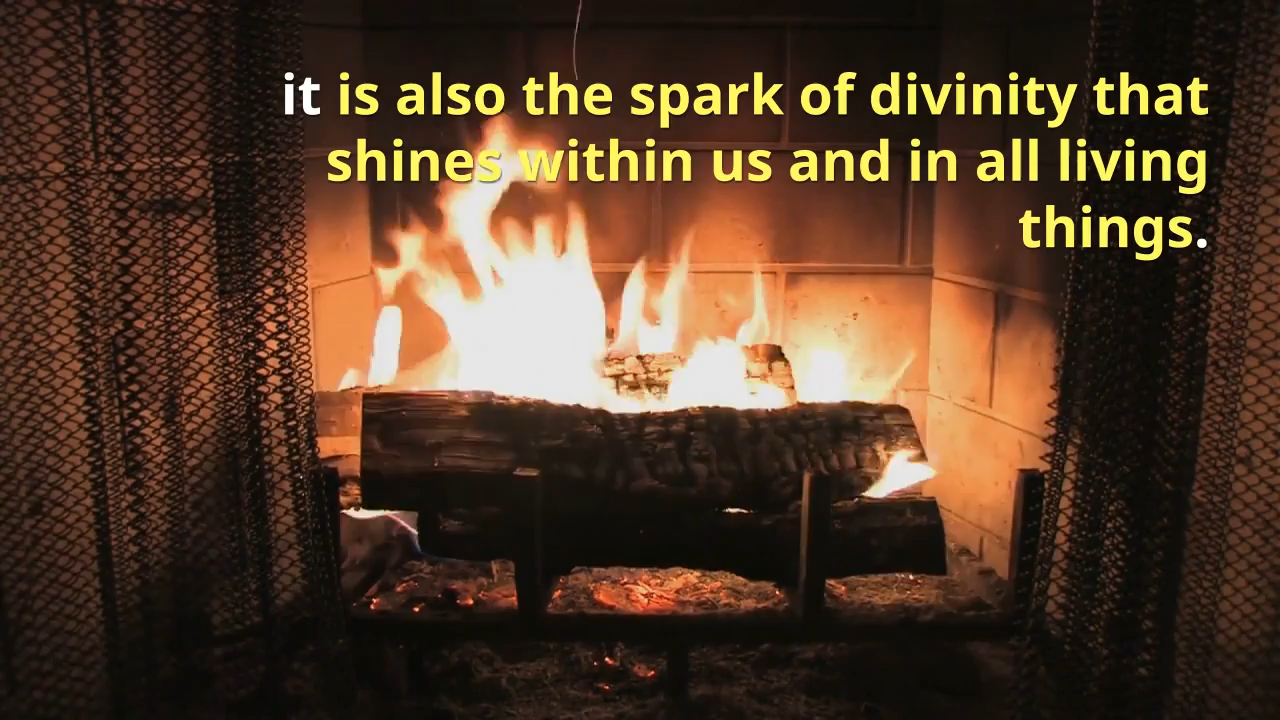 it is also the spark of divinity that
shines within us and in all living
things.